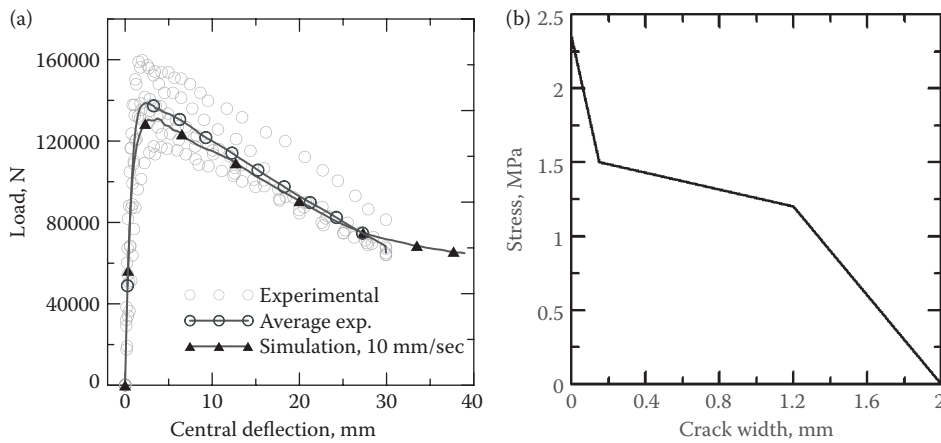 (a)
160000
120000
80000
40000
0
Load, N
0
10
20
30
40
Central deflection, mm
Experimental
Average exp.
Simulation, 10 mm/sec
(b)
2.5
2
1.5
1
0.5
0
Stress, MPa
0
0.4
0.8
1.2
1.6
2
Crack width, mm